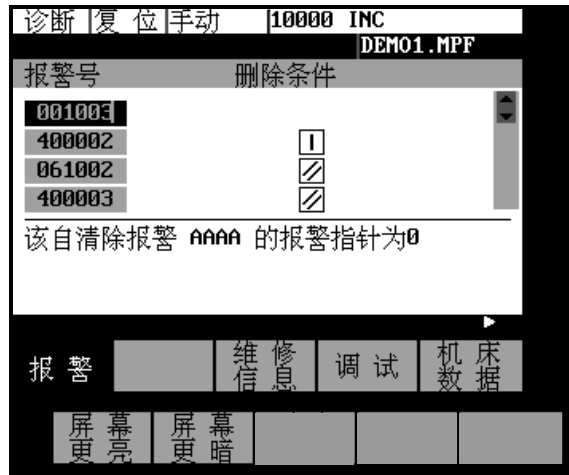 诊断 复 位 手动 10000 INC
DEMO1.MPF
报警号 删除条件
001003
400002
061002
400003
该自清除报警 AAAA 的报警指针为0
报 警 维 修 信 息 调 试 机 床 数 据
屏 幕 更 亮 屏 幕 更 暗